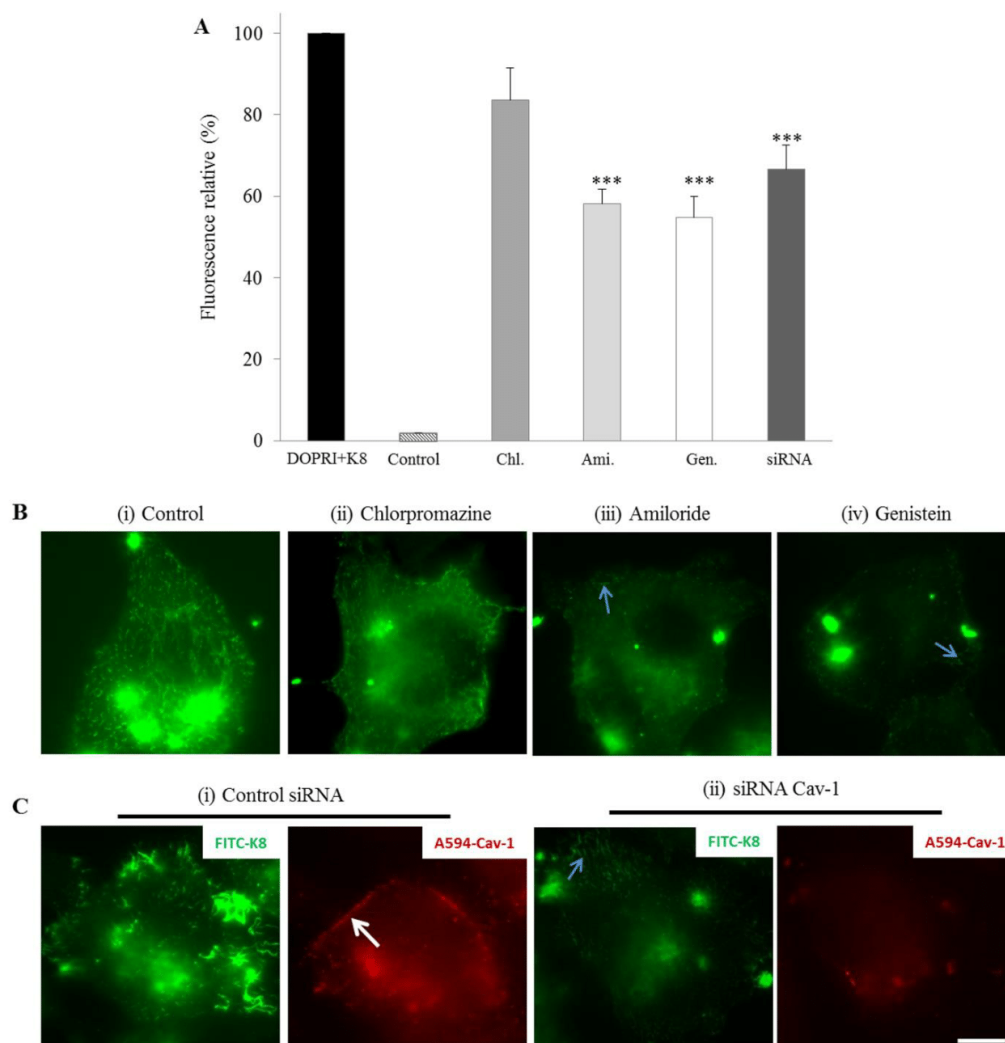 A
Fluorescence relative (%)
100
80
60
40
20
0
***
***
***
DOPRI+K8 Control Chl. Ami. Gen. siRNA
B
(i) Control (ii) Chlorpromazine (iii) Amiloride (iv) Genistein
C
(i) Control siRNA (ii) siRNA Cav-1
FITC-K8 A594-Cav-1 FITC-K8 A594-Cav-1